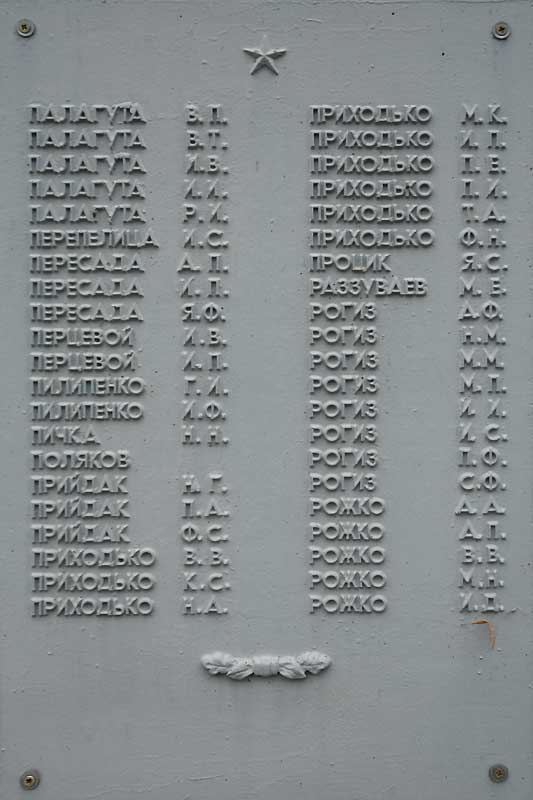 ПАЛАГУТА В.П.
ПАЛАГУТА В.Т.
ПАЛАГУТА И.В.
ПАЛАГУТА И.И.
ПАЛАГУТА Р.И.
ПЕРЕПЕЛИЦА И.С.
ПЕРЕСАДА А.П.
ПЕРЕСАДА И.П.
ПЕРЕСАДА Я.Ф.
ПЕРЦЕВОЙ И.В.
ПЕРЦЕВОЙ И.П.
ПИЛИПЕНКО Г.И.
ПИЛИПЕНКО И.Ф.
ПИЧКА Н.Н.
ПОЛЯКОВ
ПРИЙДАК Н.Г.
ПРИЙДАК П.А.
ПРИЙДАК Ф.С.
ПРИХОДЬКО В.В.
ПРИХОДЬКО К.С.
ПРИХОДЬКО Н.А.
ПРИХОДЬКО М.К.
ПРИХОДЬКО И.П.
ПРИХОДЬКО П.Е.
ПРИХОДЬКО П.И.
ПРИХОДЬКО Т.А.
ПРИХОДЬКО Ф.Н.
ПРОЦИК Я.С.
РАЗЗУВАЕВ М.Е.
РОГИЗ А.Ф.
РОГИЗ Н.М.
РОГИЗ М.М.
РОГИЗ
РОГИЗ И.И.
РОГИЗ И.С.
РОГИЗ П.Ф.
РОГИЗ С.Ф.
РОЖКО А.А.
РОЖКО А.П.
РОЖКО В.В.
РОЖКО М.Н.
РОЖКО И.Д.